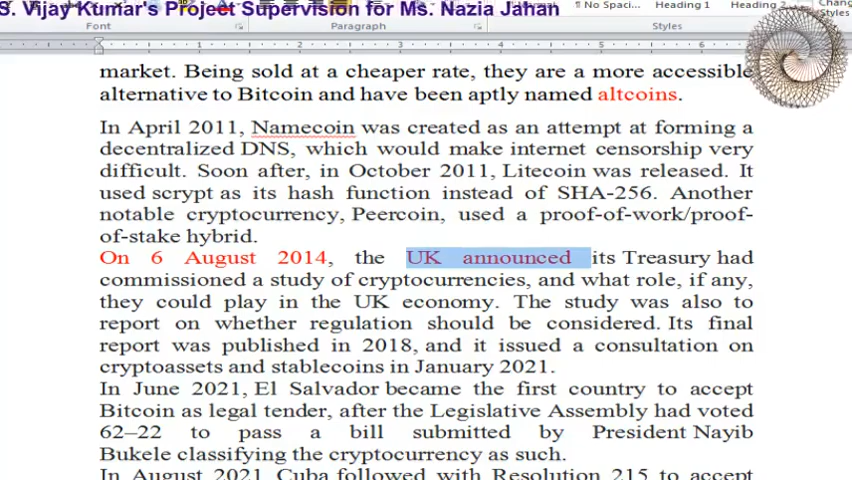 S. Vijay Kumar's Project Supervision for Ms. Nazia Jahan
¶ No Spaci... Heading 1 Heading 2
Styles
Font Paragraph Styles
1 2 3 4 5 6
market. Being sold at a cheaper rate, they are a more accessible
alternative to Bitcoin and have been aptly named altcoins.
In April 2011, Namecoin was created as an attempt at forming a
decentralized DNS, which would make internet censorship very
difficult. Soon after, in October 2011, Litecoin was released. It
used scrypt as its hash function instead of SHA-256. Another
notable cryptocurrency, Peercoin, used a proof-of-work/proof-
of-stake hybrid.
On 6 August 2014, the UK announced its Treasury had
commissioned a study of cryptocurrencies, and what role, if any,
they could play in the UK economy. The study was also to
report on whether regulation should be considered. Its final
report was published in 2018, and it issued a consultation on
cryptoassets and stablecoins in January 2021.
In June 2021, El Salvador became the first country to accept
Bitcoin as legal tender, after the Legislative Assembly had voted
62–22 to pass a bill submitted by President Nayib
Bukele classifying the cryptocurrency as such.
In August 2021, Cuba followed with Resolution 215 to accept